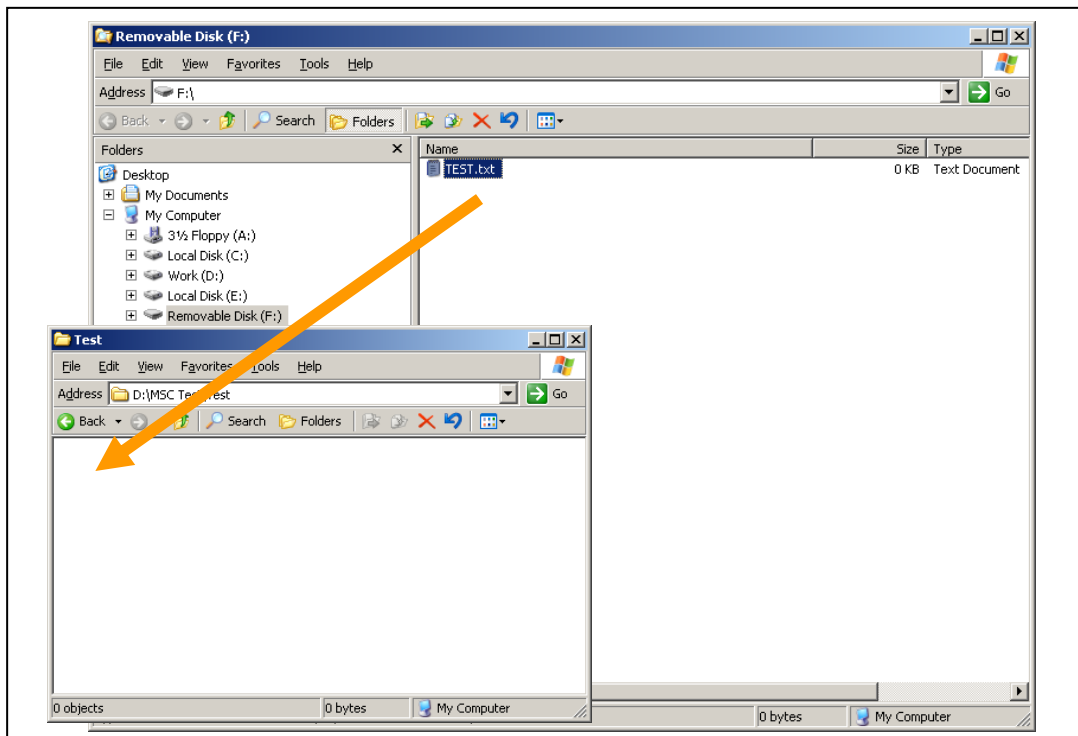 Removable Disk (F:)
File Edit View Favorites Tools Help
Address F:\ Go
Back Search Folders
Folders x Name Size Type
Desktop TEST.txt 0 KB Text Document
My Documents
My Computer
3½ Floppy (A:)
Local Disk (C:)
Work (D:)
Local Disk (E:)
Removable Disk (F:)
Test
File Edit View Favorites Tools Help
Address D:\MSC Go
Back Search Folders
0 objects 0 bytes My Computer
0 bytes My Computer